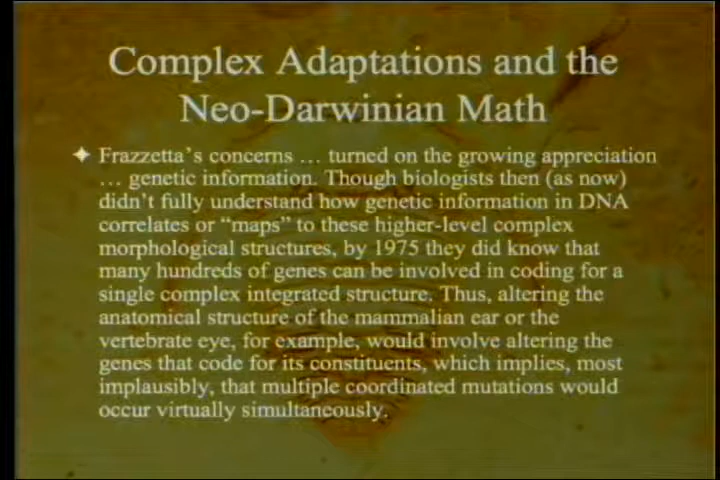 Complex Adaptations and the
Neo-Darwinian Math
Frazzetta's concerns … turned on the growing appreciation
… genetic information. Though biologists then (as now)
didn't fully understand how genetic information in DNA
correlates or “maps” to these higher-level complex
morphological structures, by 1975 they did know that
many hundreds of genes can be involved in coding for a
single complex integrated structure. Thus, altering the
anatomical structure of the mammalian ear or the
vertebrate eye, for example, would involve altering the
genes that code for its constituents, which implies, most
implausibly, that multiple coordinated mutations would
occur virtually simultaneously.